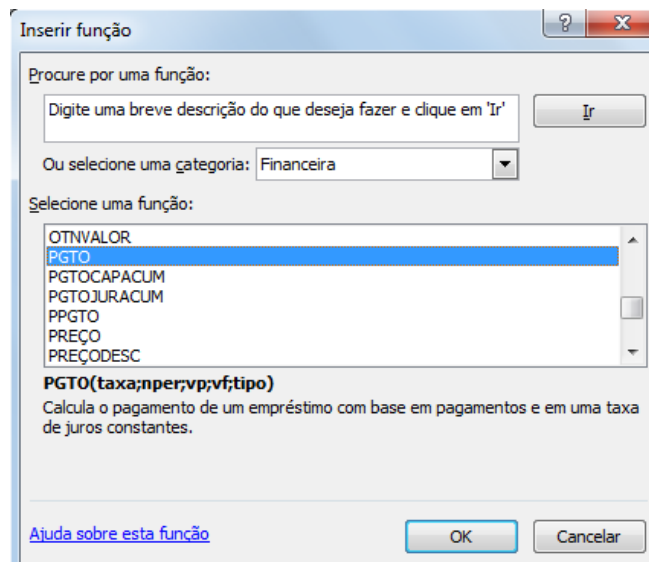 Inserir função
Procure por uma função:
Digite uma breve descrição do que deseja fazer e clique em 'Ir'
Ir
Ou selecione uma categoria: Financeira
Selecione uma função:
OTNVALOR
PGTO
PGTOCAPACUM
PGTOJURACUM
PPGTO
PREÇO
PREÇODESC
PGTO(taxa;nper;vp;vf;tipo)
Calcula o pagamento de um empréstimo com base em pagamentos e em uma taxa
de juros constantes.
Ajuda sobre esta função
OK
Cancelar